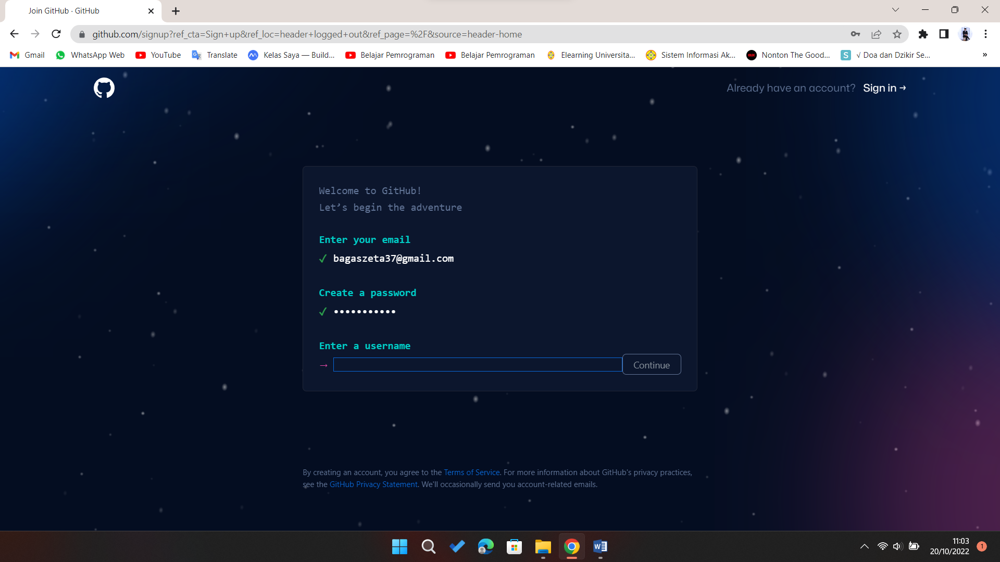 Join GitHub · GitHub
github.com/signup?ref_cta=Sign+up&ref_loc=header+logged+out&ref_page=%2F&source=header-home
Gmail
WhatsApp Web
YouTube
Translate
Kelas Saya — Build...
Belajar Pemrograman
Belajar Pemrograman
Elearning Universita...
Sistem Informasi Ak...
Nonton The Good...
S
√ Doa dan Dzikir Se...
»
Already have an account? Sign in →
Welcome to GitHub!
Let’s begin the adventure
Enter your email
✓ bagaszeta37@gmail.com
Create a password
✓ •••••••••••
Enter a username
→
Continue
By creating an account, you agree to the Terms of Service. For more information about GitHub's privacy practices,
see the GitHub Privacy Statement. We'll occasionally send you account-related emails.
11:03
20/10/2022
1